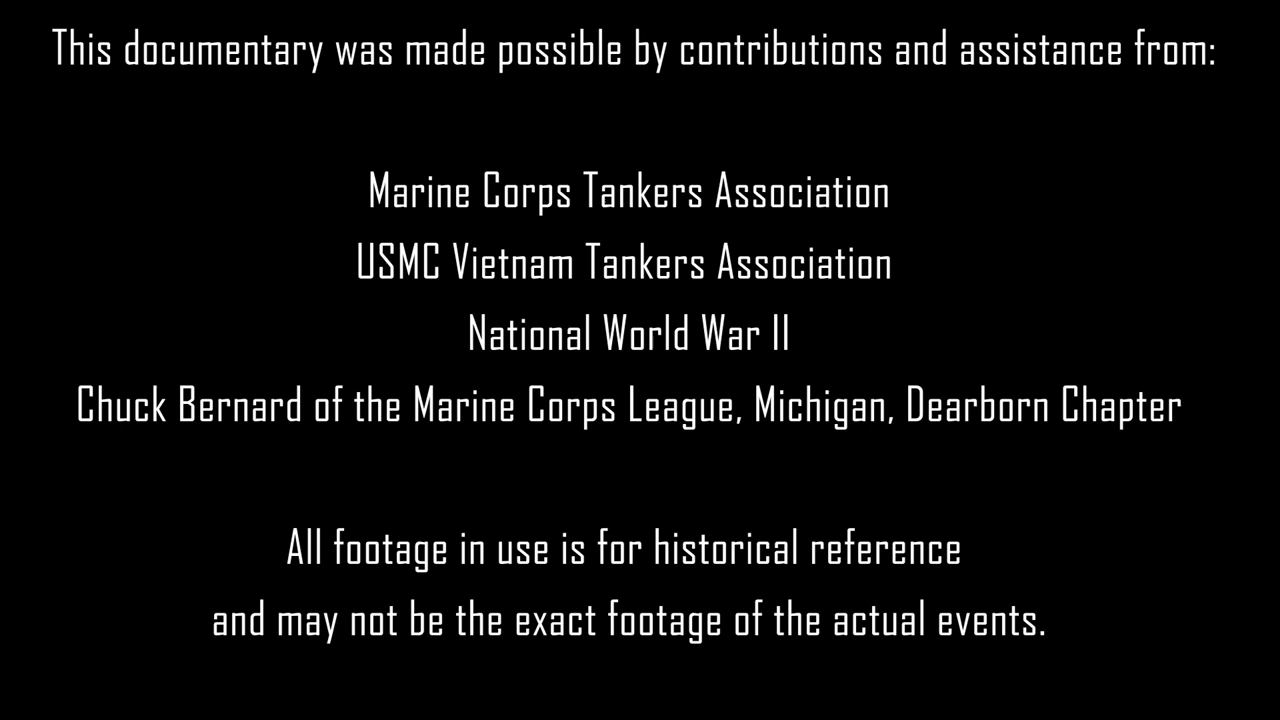 This documentary was made possible by contributions and assistance from:
Marine Corps Tankers Association
USMC Vietnam Tankers Association
National World War II
Chuck Bernard of the Marine Corps League, Michigan, Dearborn Chapter
All footage in use is for historical reference
and may not be the exact footage of the actual events.